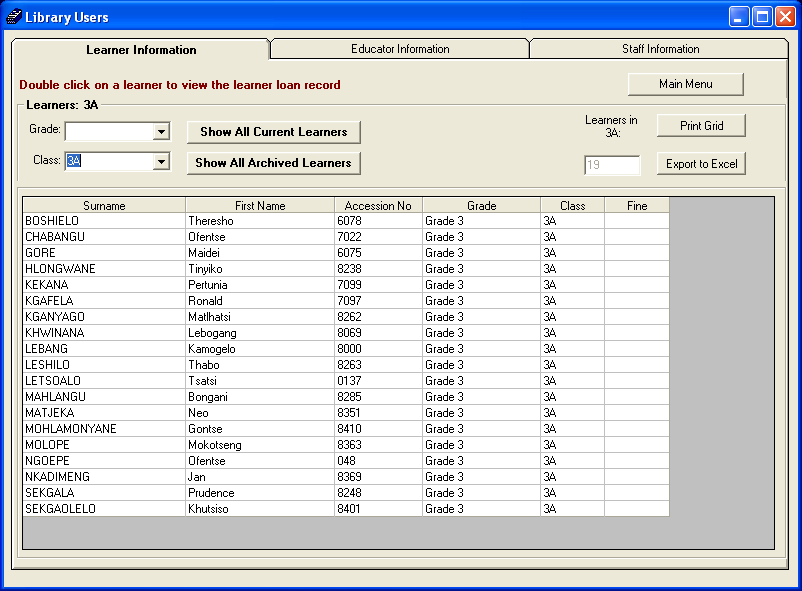 Library Users
Learner Information Educator Information Staff Information
Double click on a learner to view the learner loan record
Main Menu
Learners: 3A
Grade:
Show All Current Learners
Learners in
3A:
Print Grid
Class: 3A
Show All Archived Learners
19
Export to Excel
Surname First Name Accession No Grade Class Fine
BOSHIELO Theresho 6078 Grade 3 3A
CHABANGU Ofentse 7022 Grade 3 3A
GORE Maidei 6075 Grade 3 3A
HLONGWANE Tinyiko 8238 Grade 3 3A
KEKANA Pertunia 7099 Grade 3 3A
KGAFELA Ronald 7097 Grade 3 3A
KGANYAGO Matlhatsi 8262 Grade 3 3A
KHWINANA Lebogang 8069 Grade 3 3A
LEBANG Kamogelo 8000 Grade 3 3A
LESHILO Thabo 8263 Grade 3 3A
LETSOALO Tsatsi 0137 Grade 3 3A
MAHLANGU Bongani 8285 Grade 3 3A
MATJEKA Neo 8351 Grade 3 3A
MOHLAMONYANE Gontse 8410 Grade 3 3A
MOLOPE Mokotseng 8363 Grade 3 3A
NGOEPE Ofentse 048 Grade 3 3A
NKADIMENG Jan 8369 Grade 3 3A
SEKGALA Prudence 8248 Grade 3 3A
SEKGAOLELO Khutsiso 8401 Grade 3 3A